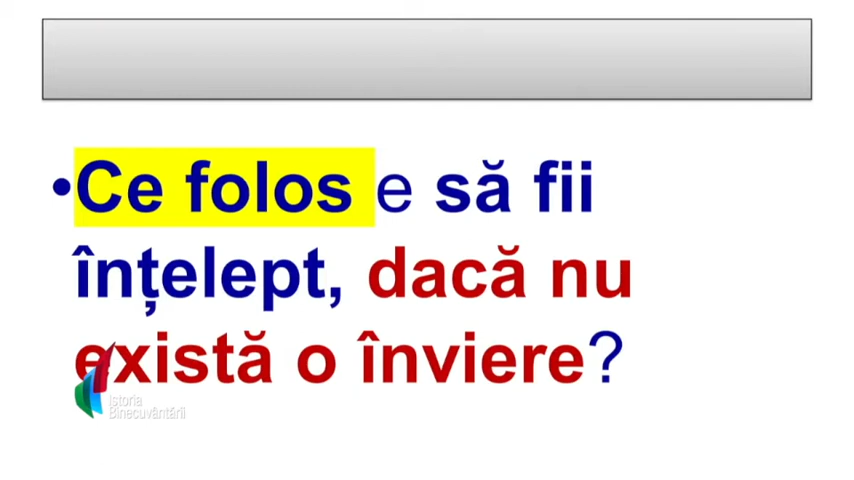 •Ce folos e să fii
înțelept, dacă nu
există o înviere?
Istoria
Binecuvântării